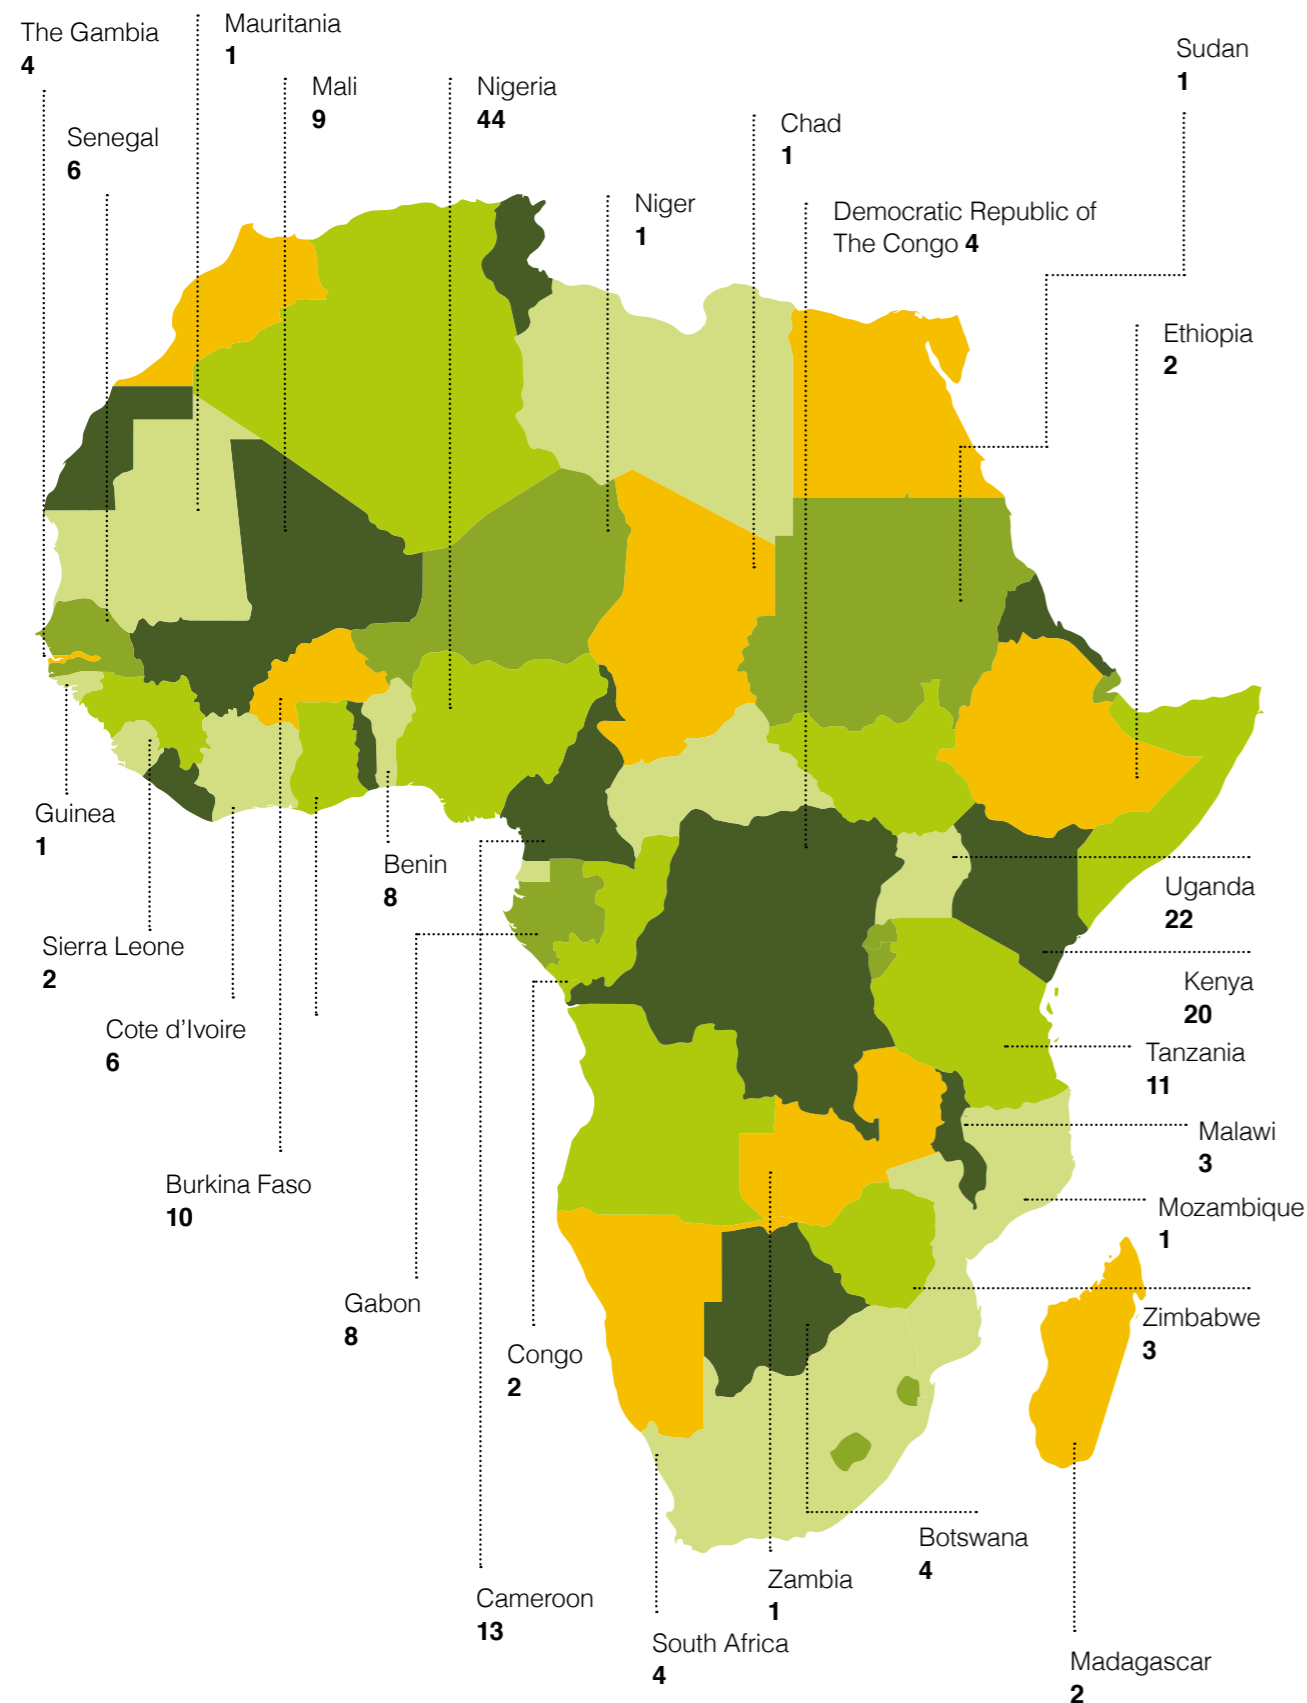 The Gambia
4
Mauritania
1
Senegal
6
Mali
9
Nigeria
44
Chad
1
Sudan
1
Niger
1
Democratic Republic of
The Congo 4
Ethiopia
2
Guinea
1
Benin
8
Uganda
22
Sierra Leone
2
Kenya
20
Cote d’Ivoire
6
Tanzania
11
Malawi
3
Burkina Faso
10
Mozambique
1
Gabon
8
Zimbabwe
3
Congo
2
Botswana
4
Zambia
1
Cameroon
13
South Africa
4
Madagascar
2